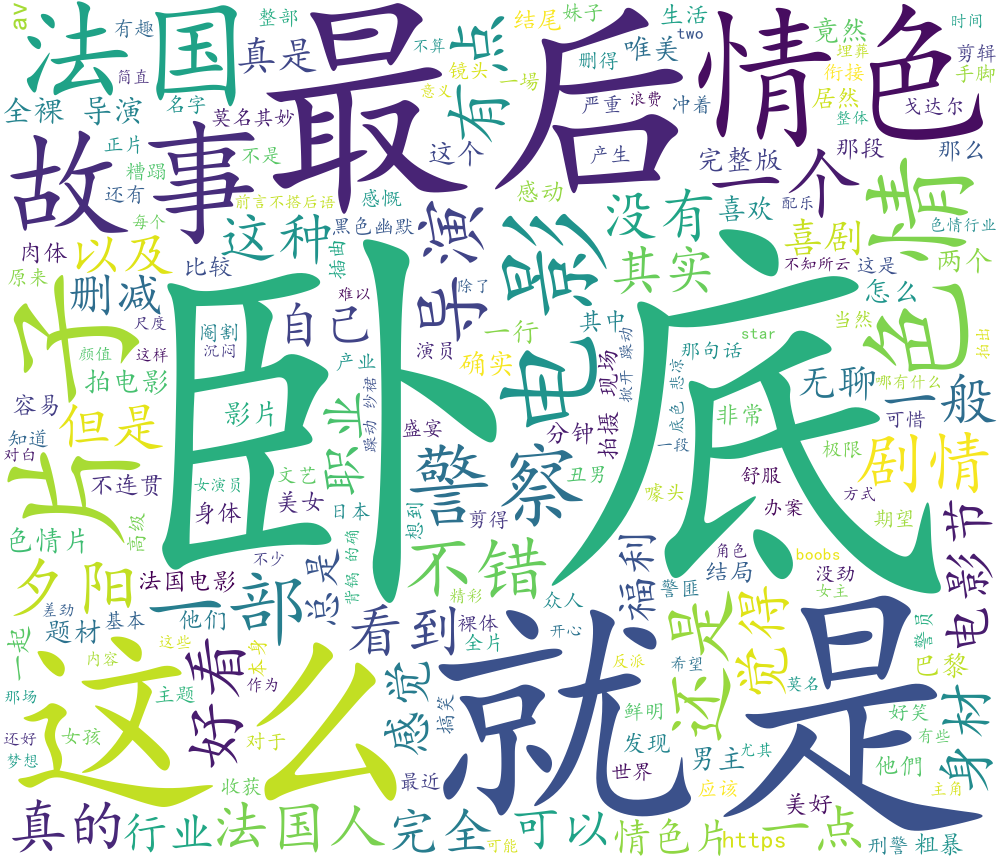 av
法国
有趣
整部
最后
结尾
妹子
生活
two
情色
竟然
时间
简直
名字
真是
不算
点
删得
唯美
埋葬
剪辑
全裸
导演
莫名其妙
镜头
一場
严重
浪费
冲着
衔接
手脚
居然
整体
戈达尔
故事
正片
不是
这个
有
产生
完整版
那段
那么
糟蹋
还有
前言不搭后语
感慨
意义
感动
一个
配乐
每个
肉体
以及
这种
黑色幽默
导演
电影
没有
喜欢
喜剧
色情
色情行业
原来
比较
插曲
除了
其实
不知所云
这是
两个
片子
删减
尺度
阉割
沉闷
自己
难以
卧底
一行
其中
躁动
怎么
当然
拍出
颜值
这样
产业
演员
确实
掀开
现场
那句话
悲凉
star
无聊
哪有什么
拍电影
影片
纱裙
一底色
一段
非常
一般
可惜
容易
但是
职业
盛宴
分钟
拍摄
极限
剧情
知道
对白
文艺
躁动
警察
丑男
噱头
舒服
不连贯
女演员
美女
日本
剪得
办案
方式
色情片
高级
身体
想到
期望
电影节
夕阳
法国电影
不少
的确
背锅
不错
福利
角色
boobs
结局
没劲
女主
差劲
题材
基本
他们
一部
总是
精彩
众人
警匪
一起
看到
裸体
全片
开心
还是
觉得
警员
巴黎
这么
内容
这些
本身
好看
作为
感觉
搞笑
就是
反派
希望
莫名
那场
主题
鲜明
好笑
身材
还好
女孩
对于
发现
男主
尤其
有些
梦想
收获
最近
世界
应该
他們
主角
真的
行业
法国人
完全
可能
可以
情色片
https
美好
一点
刑警
粗暴